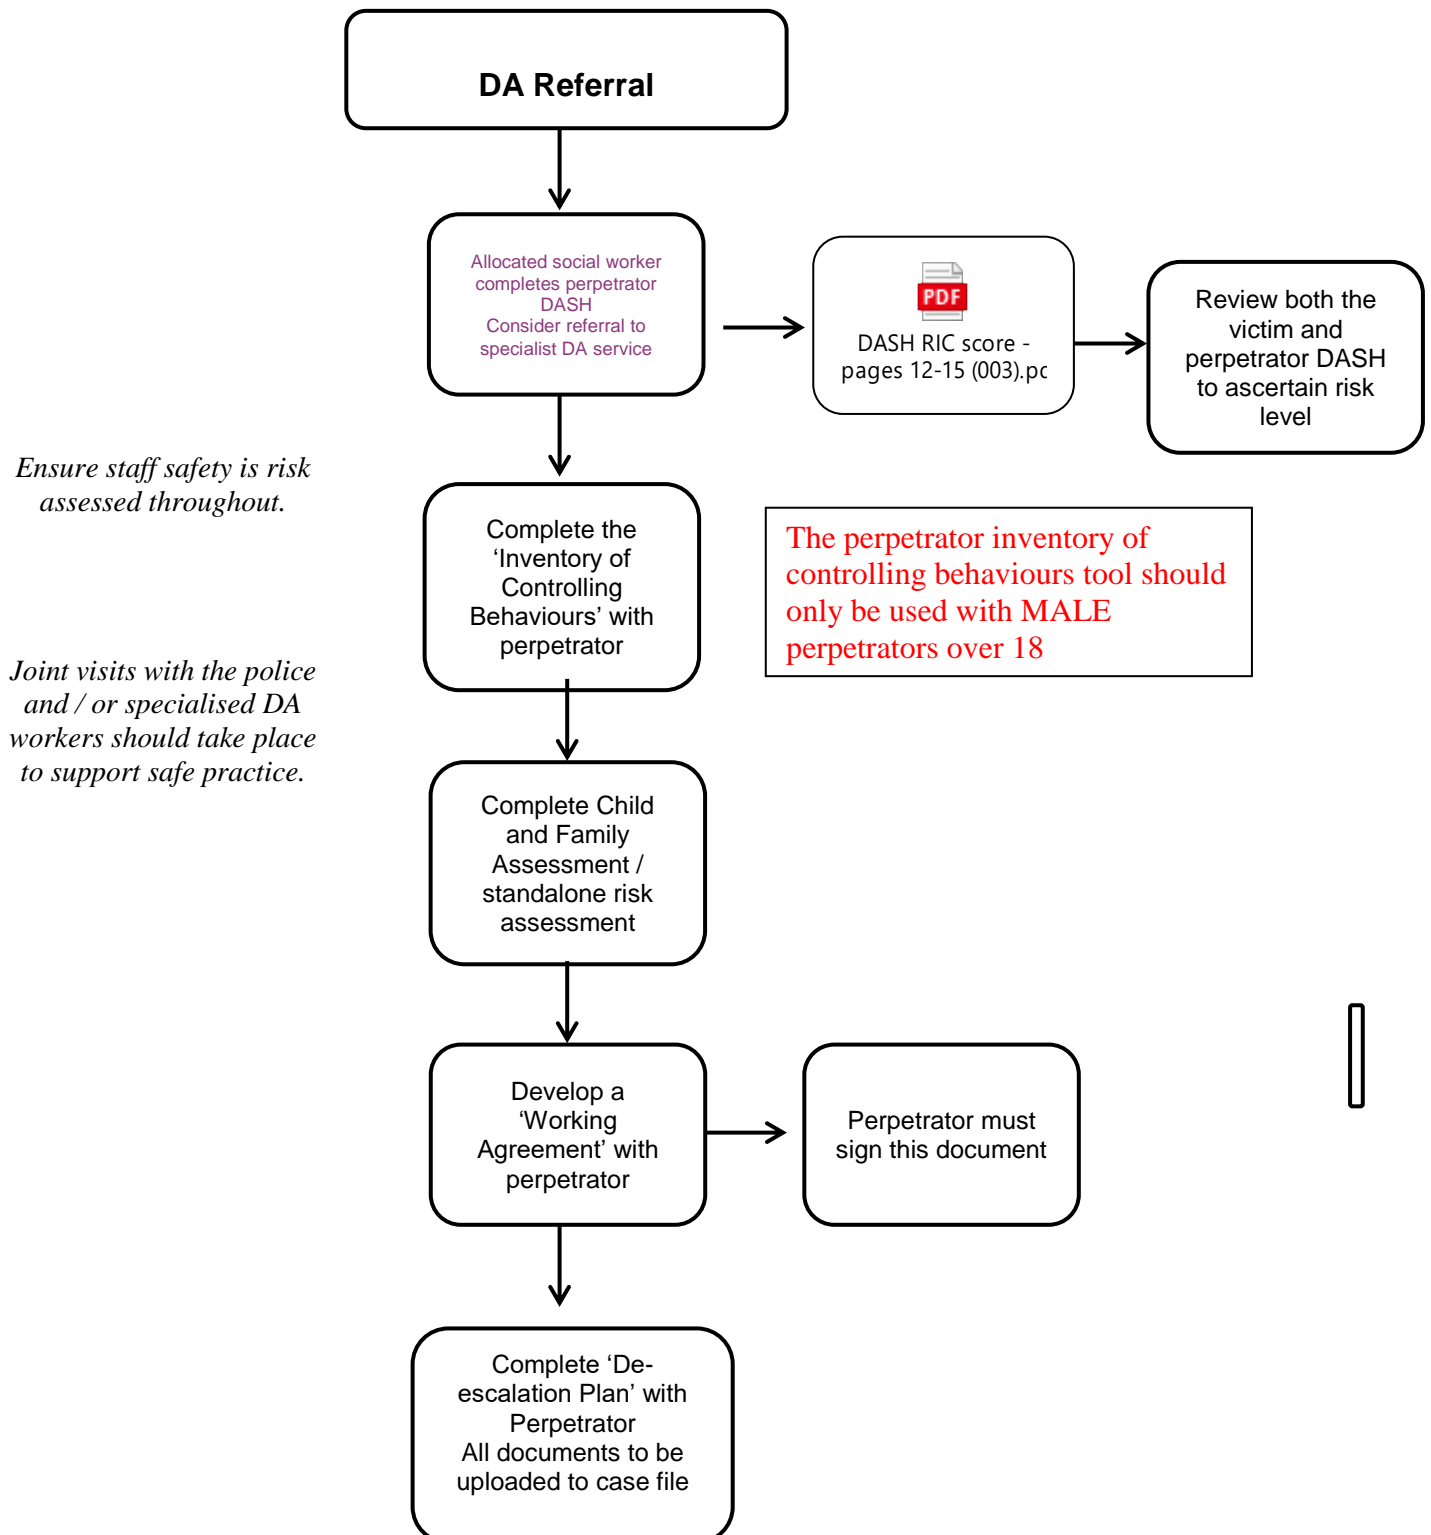 DA Referral
Allocated social worker
completes perpetrator
DASH
Consider referral to
specialist DA service
PDF
DASH RIC score -
pages 12-15 (003).pc
Review both the
victim and
perpetrator DASH
to ascertain risk
level
Ensure staff safety is risk
assessed throughout.
Complete the
‘Inventory of
Controlling
Behaviours’ with
perpetrator
The perpetrator inventory of
controlling behaviours tool should
only be used with MALE
perpetrators over 18
Joint visits with the police
and / or specialised DA
workers should take place
to support safe practice.
Complete Child
and Family
Assessment /
standalone risk
assessment
Develop a
‘Working
Agreement’ with
perpetrator
Perpetrator must
sign this document
Complete ‘De-
escalation Plan’ with
Perpetrator
All documents to be
uploaded to case file